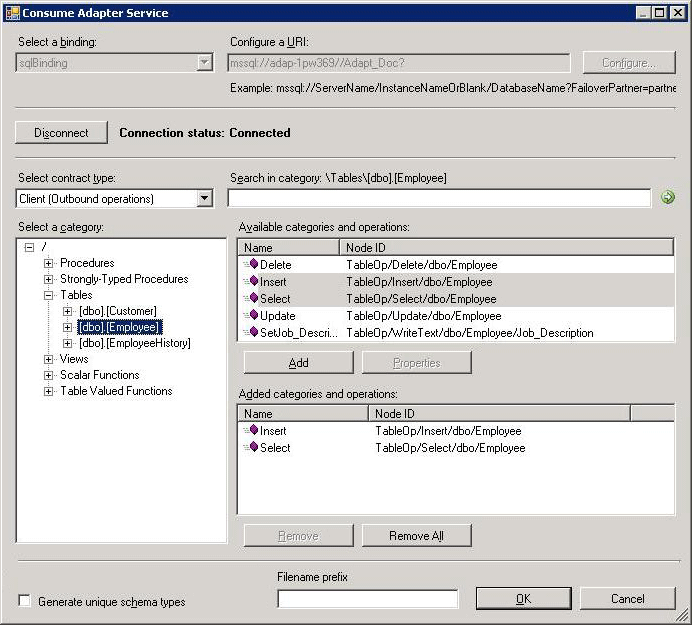 Consume Adapter Service
Select a binding:
Configure a URI:
sqlBinding
mssql://adap-1pw369//Adapt_Doc?
Configure...
Example: mssql://ServerName/InstanceNameOrBlank/DatabaseName?FailoverPartner=partne
Disconnect
Connection status: Connected
Select contract type:
Search in category: \Tables\[dbo].[Employee]
Client (Outbound operations)
Select a category:
Available categories and operations:
/
Procedures
Strongly-Typed Procedures
Tables
[dbo].[Customer]
[dbo].[Employee]
[dbo].[EmployeeHistory]
Views
Scalar Functions
Table Valued Functions
Name Node ID
Delete TableOp/Delete/dbo/Employee
Insert TableOp/Insert/dbo/Employee
Select TableOp/Select/dbo/Employee
Update TableOp/Update/dbo/Employee
SetJob_Descri... TableOp/WriteText/dbo/Employee/Job_Description
Add
Properties
Added categories and operations:
Name Node ID
Insert TableOp/Insert/dbo/Employee
Select TableOp/Select/dbo/Employee
Remove
Remove All
Filename prefix
Generate unique schema types
OK
Cancel